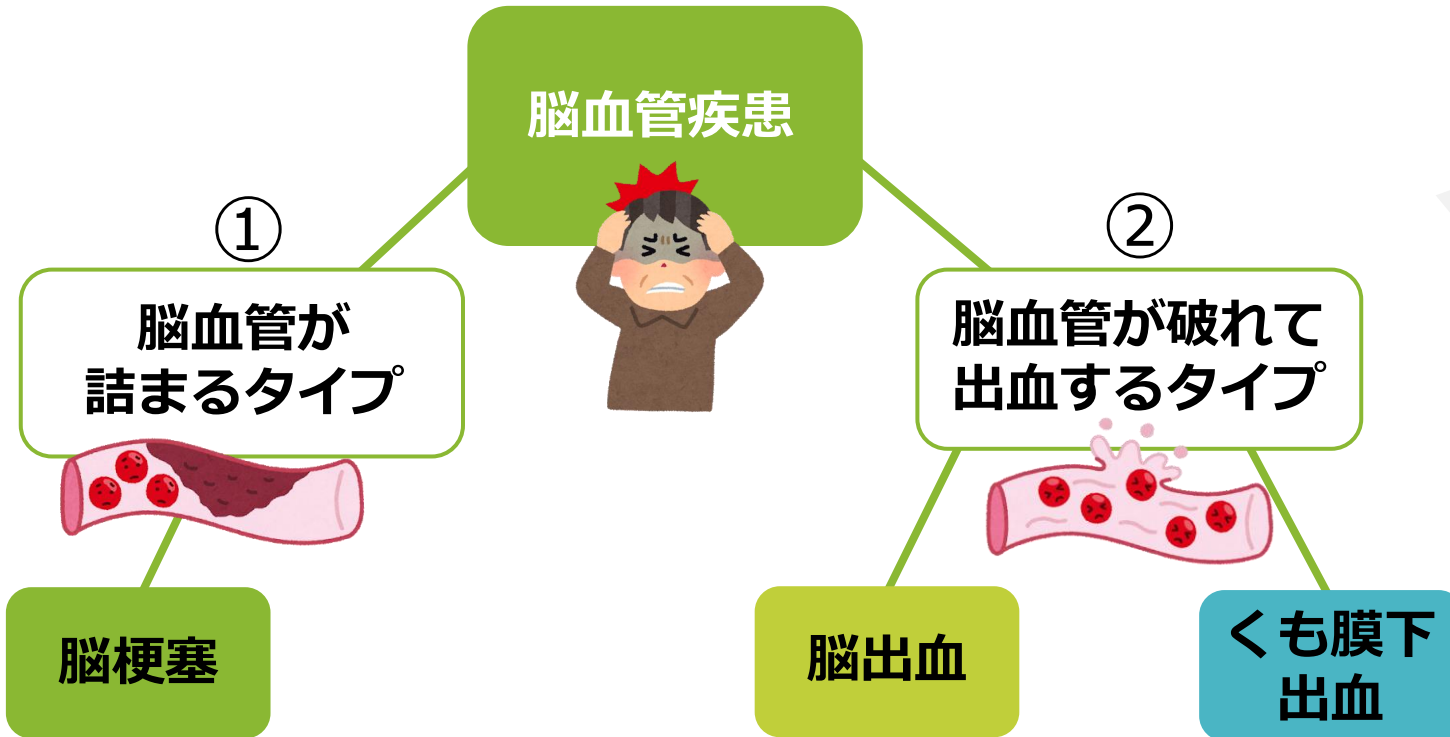 脳血管疾患
①
脳血管が
詰まるタイプ
②
脳血管が破れて
出血するタイプ
脳梗塞
脳出血
くも膜下
出血